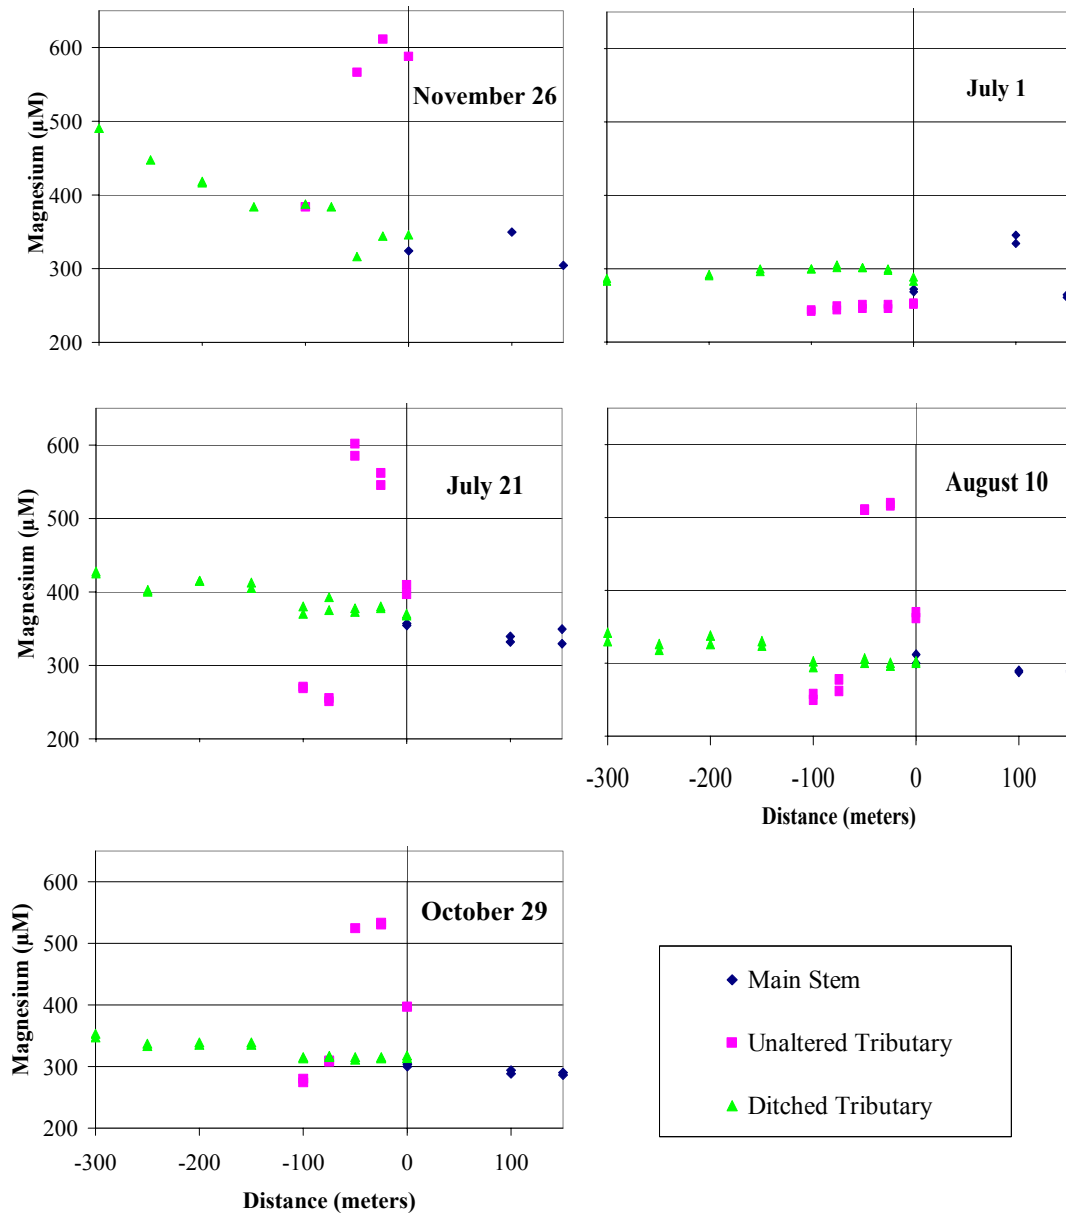 600
500
400
300
200
Magnesium (µM)
November 26
July 1
600
500
400
300
200
Magnesium (µM)
July 21
August 10
-300 -200 -100 0 100
Distance (meters)
600
500
400
300
200
Magnesium (µM)
October 29
-300 -200 -100 0 100
Distance (meters)
Main Stem
Unaltered Tributary
Ditched Tributary